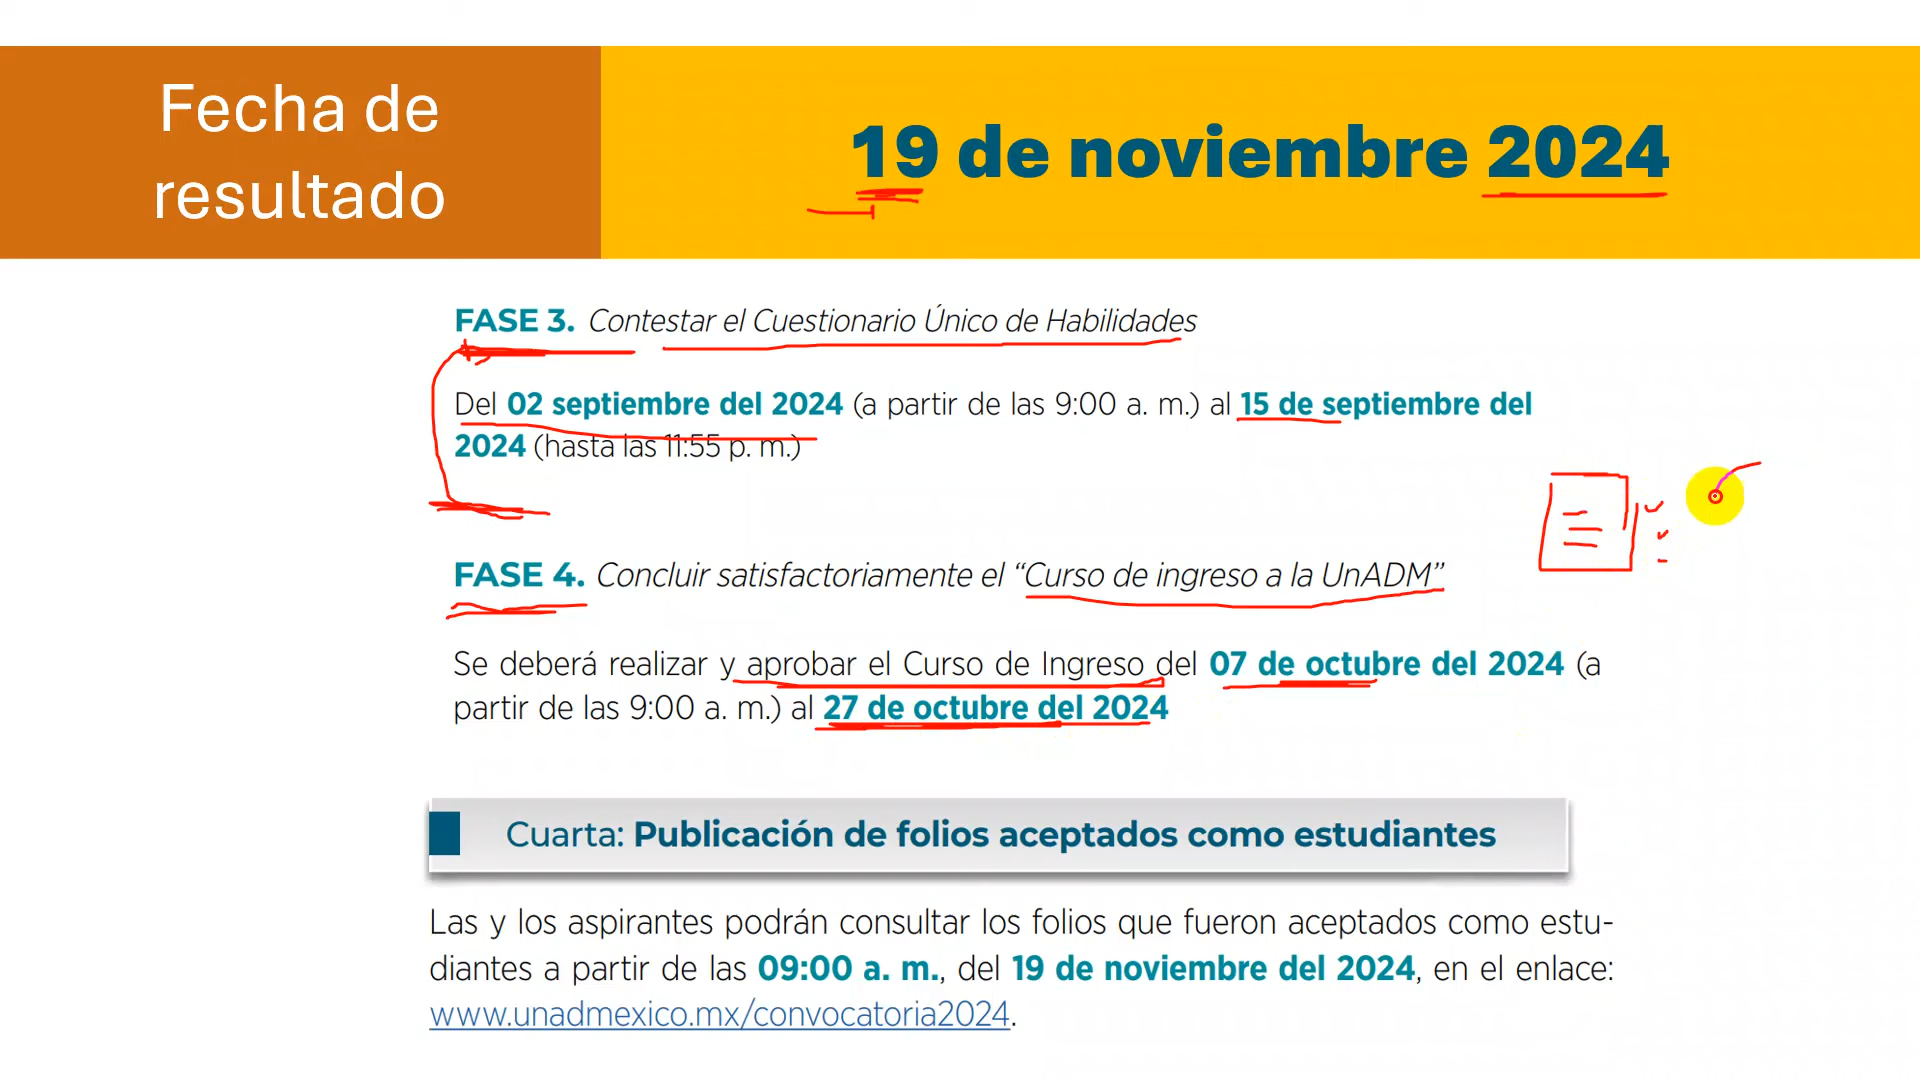 Fecha de
resultado
19 de noviembre 2024
FASE 3. Contestar el Cuestionario Único de Habilidades
Del 02 septiembre del 2024 (a partir de las 9:00 a. m.) al 15 de septiembre del
2024 (hasta las 11:55 p. m.)
FASE 4. Concluir satisfactoriamente el “Curso de ingreso a la UnADM”
Se deberá realizar y aprobar el Curso de Ingreso del 07 de octubre del 2024 (a
partir de las 9:00 a. m.) al 27 de octubre del 2024
Cuarta: Publicación de folios aceptados como estudiantes
Las y los aspirantes podrán consultar los folios que fueron aceptados como estu-
diantes a partir de las 09:00 a. m., del 19 de noviembre del 2024, en el enlace:
www.unadmexico.mx/convocatoria2024.